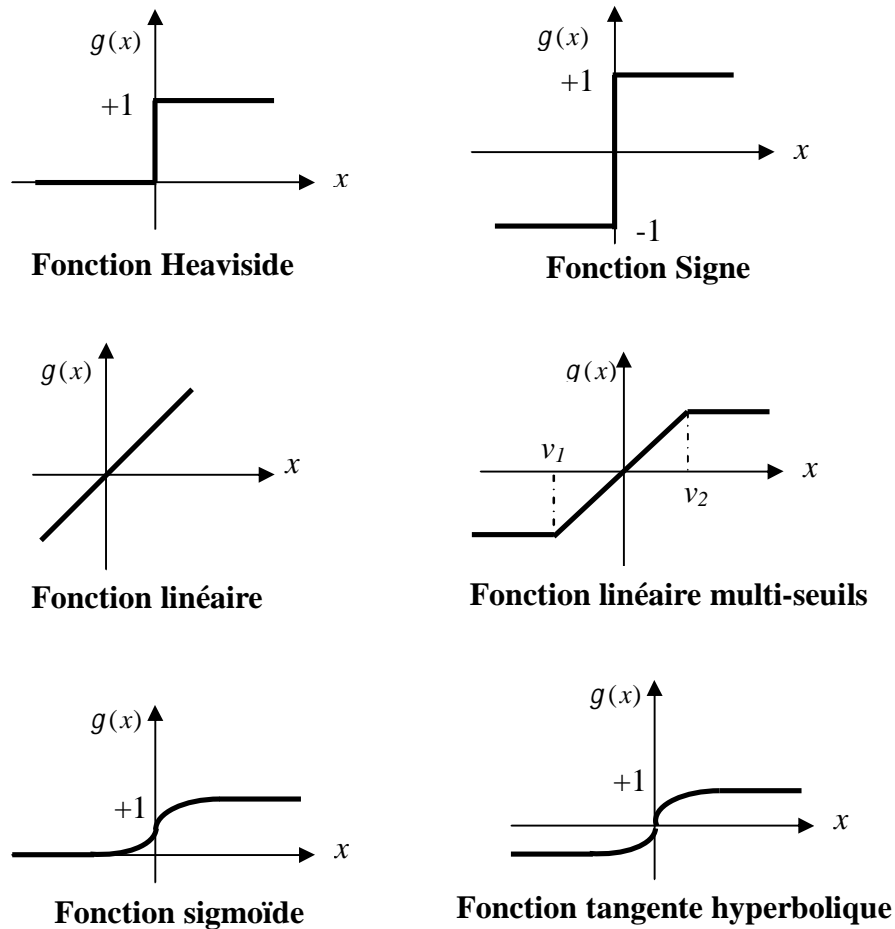 g(x)
+1
x
Fonction Heaviside
g(x)
+1
x
-1
Fonction Signe
g(x)
x
Fonction linéaire
g(x)
v1
x
v2
Fonction linéaire multi-seuils
g(x)
+1
x
Fonction sigmoïde
g(x)
+1
x
Fonction tangente hyperbolique